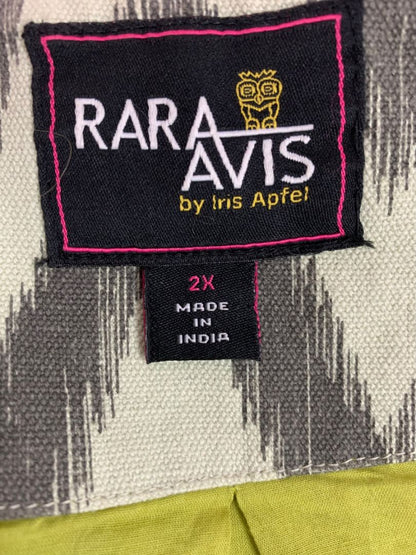 RARA
AVIS
by Iris Apfel
2X
MADE
IN
INDIA